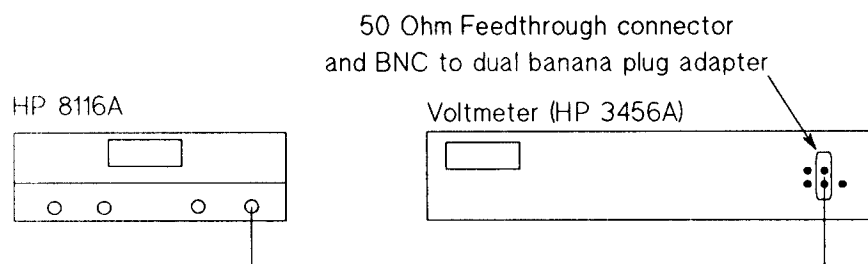 50 Ohm Feedthrough connector
and BNC to dual banana plug adapter
HP 8116A
Voltmeter (HP 3456A)